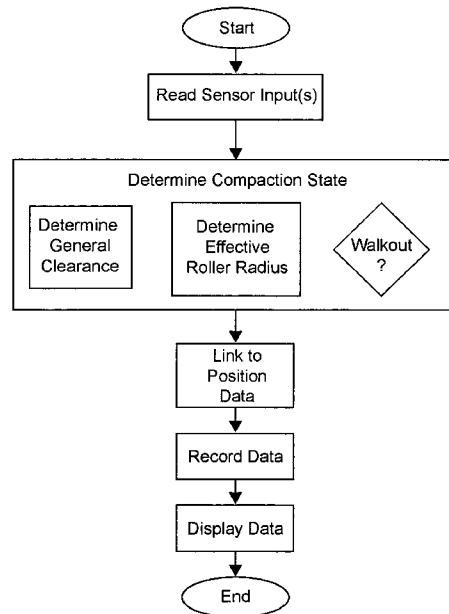 Start
Read Sensor Input(s)
Determine Compaction State
Determine
General
Clearance
Determine
Effective
Roller Radius
Walkout
?
Link to
Position
Data
Record Data
Display Data
End